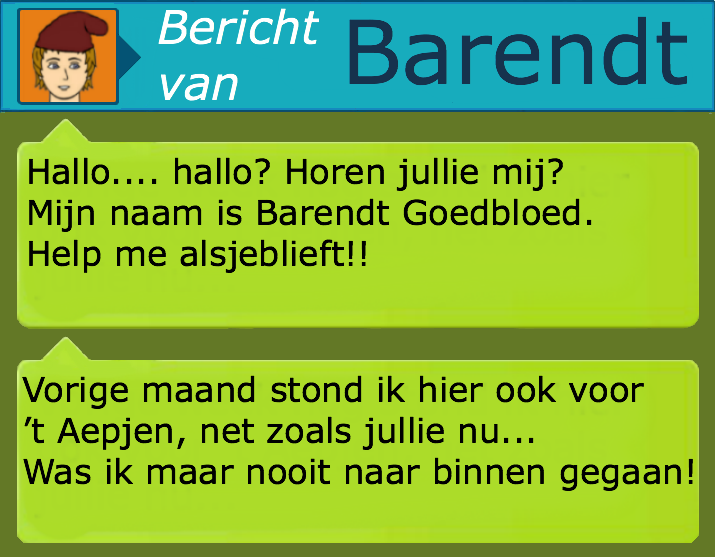 Bericht
van
Barendt
Hallo.... hallo? Horen jullie mij?
Mijn naam is Barendt Goedbloed.
Help me alsjeblieft!!
Vorige maand stond ik hier ook voor
’t Aepjen, net zoals jullie nu...
Was ik maar nooit naar binnen gegaan!